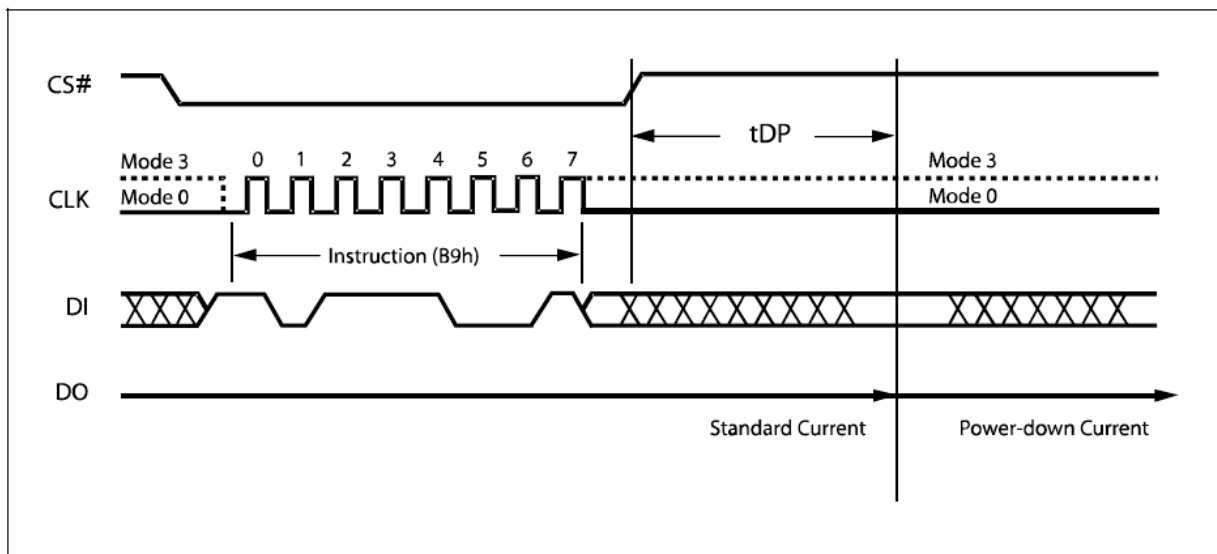 CS#
tDP
Mode 3
0 1 2 3 4 5 6 7
Mode 3
CLK
Mode 0
Mode 0
Instruction (B9h)
DI
DO
Standard Current
Power-down Current